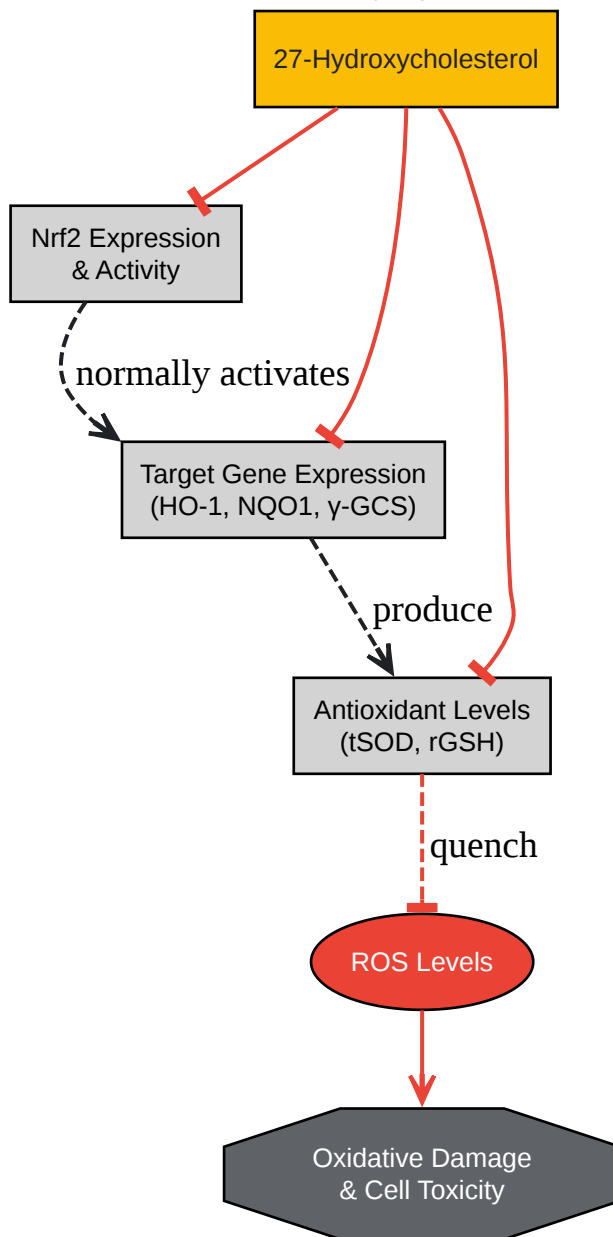 27-Hydroxycholesterol
Nrf2 Expression
& Activity
normally activates
Target Gene Expression
(HO-1, NQO1, γ-GCS)
produce
Antioxidant Levels
(tSOD, rGSH)
quench
ROS Levels
Oxidative Damage
& Cell Toxicity